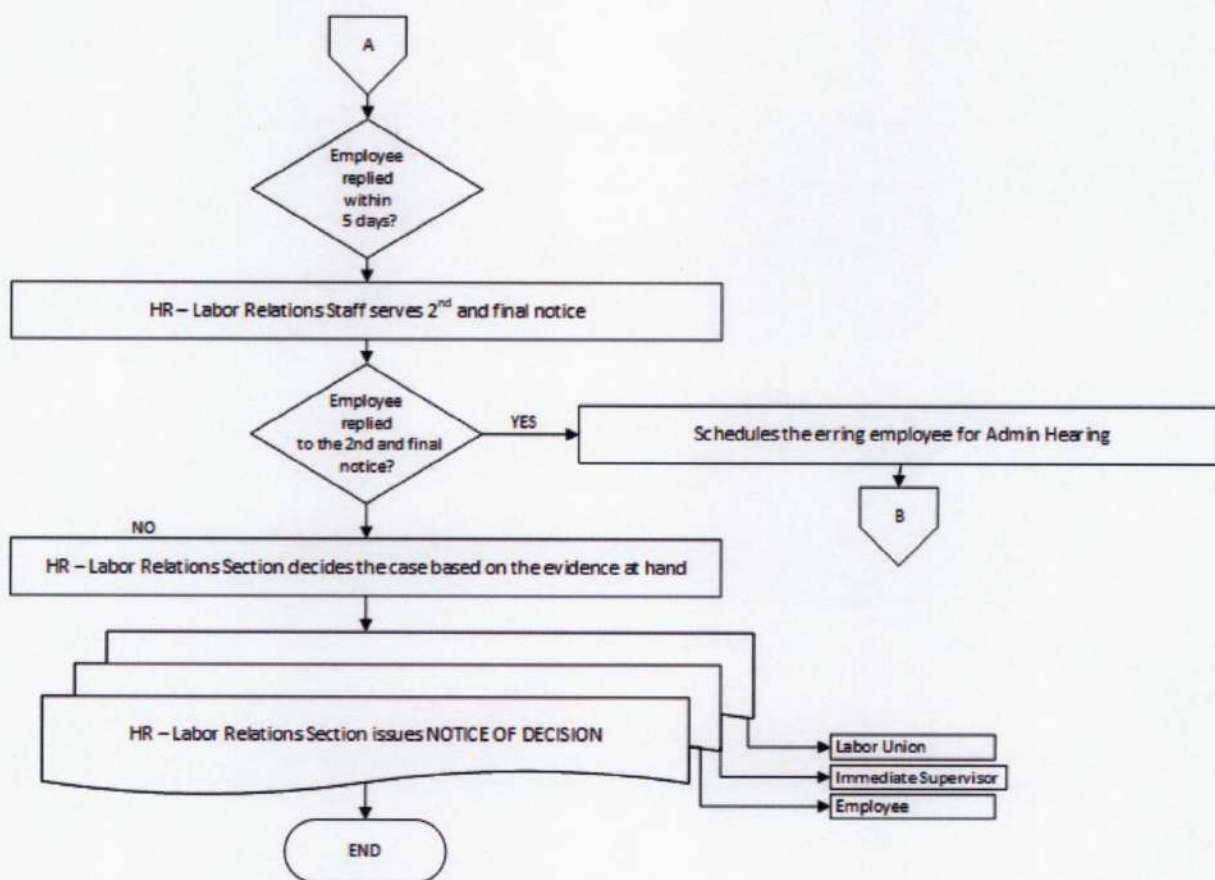 A
Employee
replied
within
5 days?
HR – Labor Relations Staff serves 2nd and final notice
Employee
replied
to the 2nd and final
notice?
YES
Schedules the erring employee for Admin Hearing
B
NO
HR – Labor Relations Section decides the case based on the evidence at hand
HR – Labor Relations Section issues NOTICE OF DECISION
Labor Union
Immediate Supervisor
Employee
END